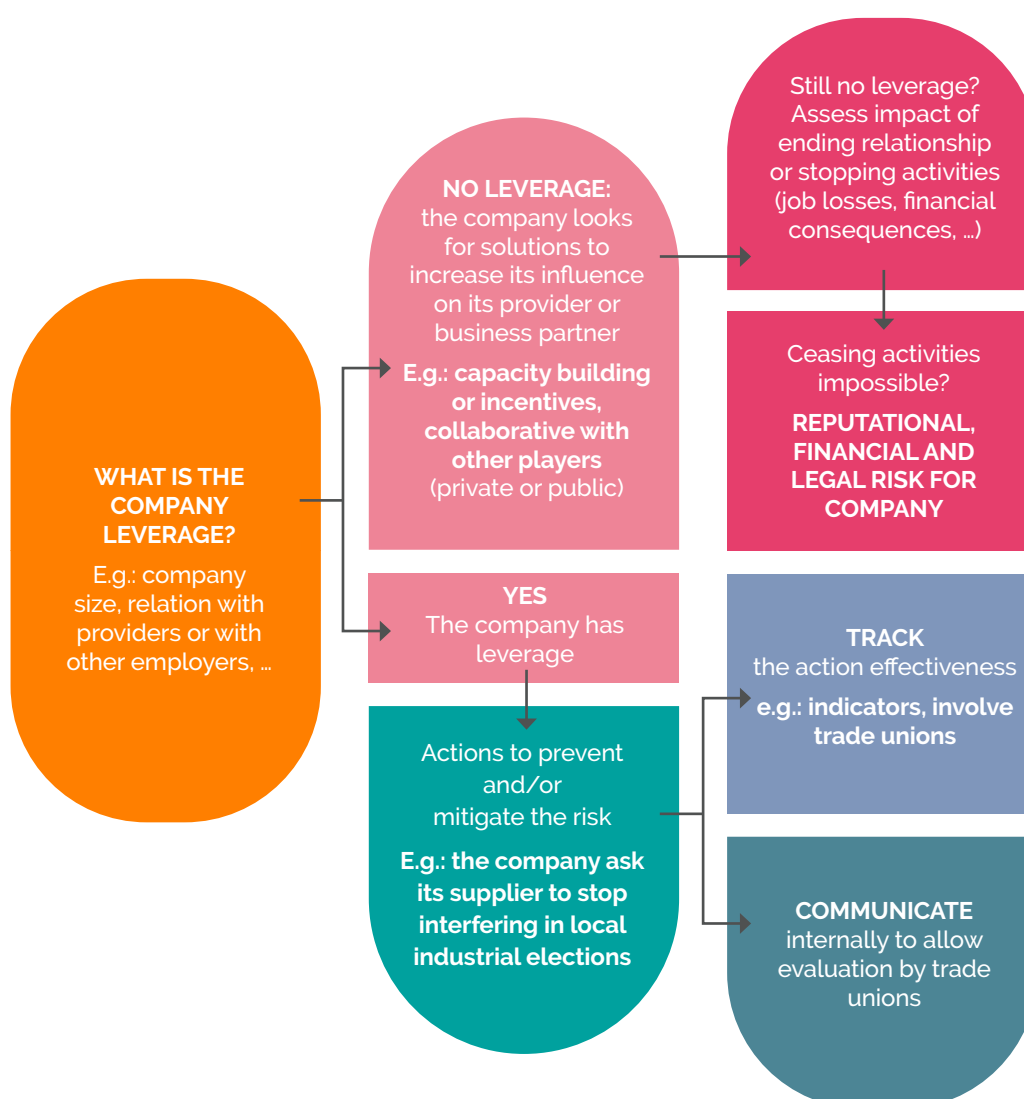 WHAT IS THE
COMPANY
LEVERAGE?
E.g.: company
size, relation with
providers or with
other employers, …
NO LEVERAGE:
the company looks
for solutions to
increase its influence
on its provider or
business partner
E.g.: capacity building
or incentives,
collaborative with
other players
(private or public)
Still no leverage?
Assess impact of
ending relationship
or stopping activities
(job losses, financial
consequences, …)
Ceasing activities
impossible?
REPUTATIONAL,
FINANCIAL AND
LEGAL RISK FOR
COMPANY
YES
The company has
leverage
Actions to prevent
and/or
mitigate the risk
E.g.: the company ask
its supplier to stop
interfering in local
industrial elections
TRACK
the action effectiveness
e.g.: indicators, involve
trade unions
COMMUNICATE
internally to allow
evaluation by trade
unions